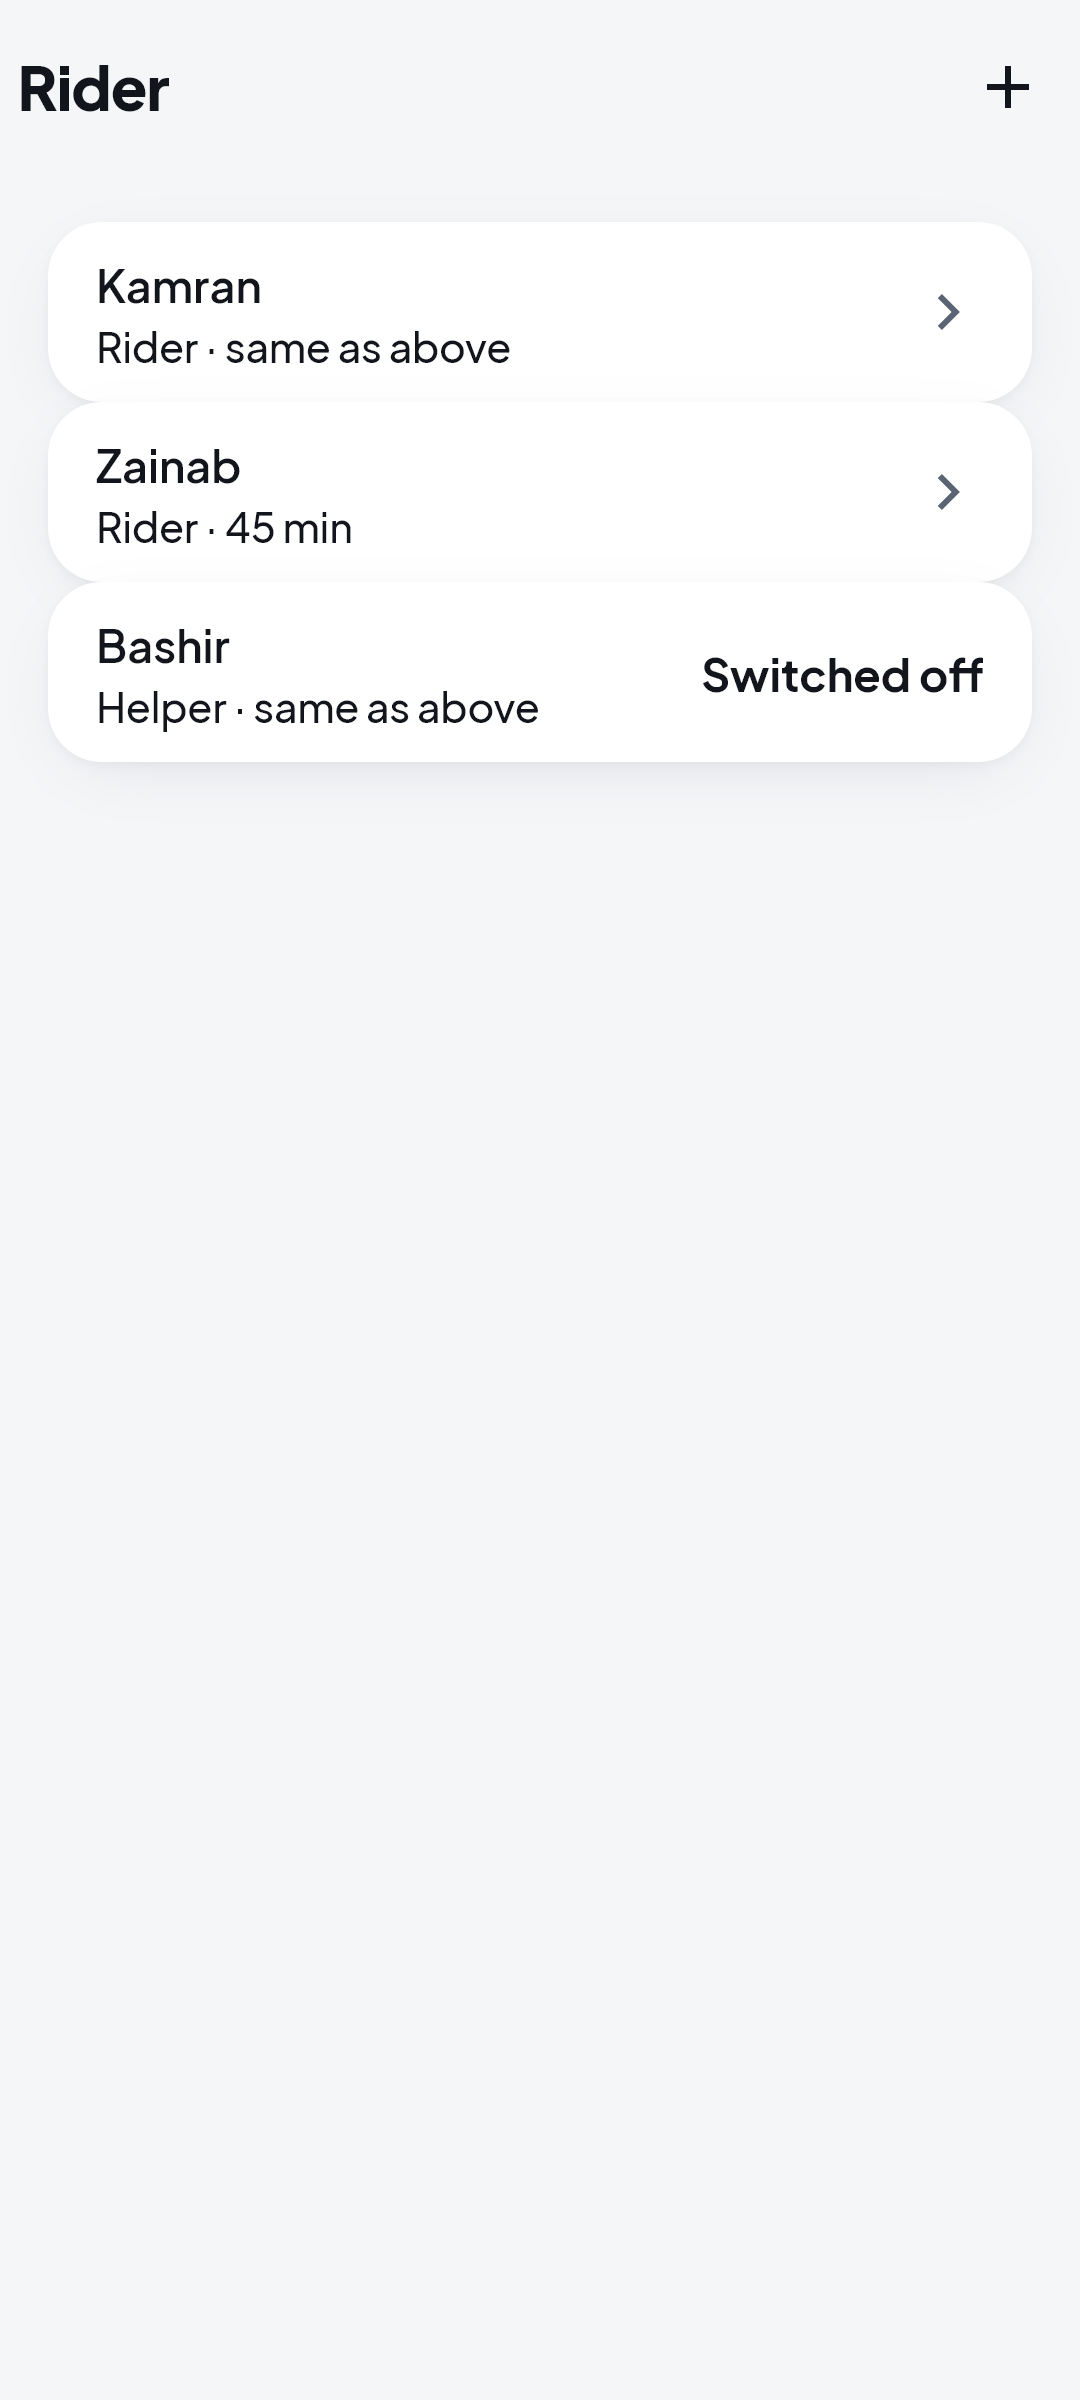 Rider
Kamran
Rider · same as above
Zainab
Rider · 45 min
Bashir
Helper · same as above
Switched off